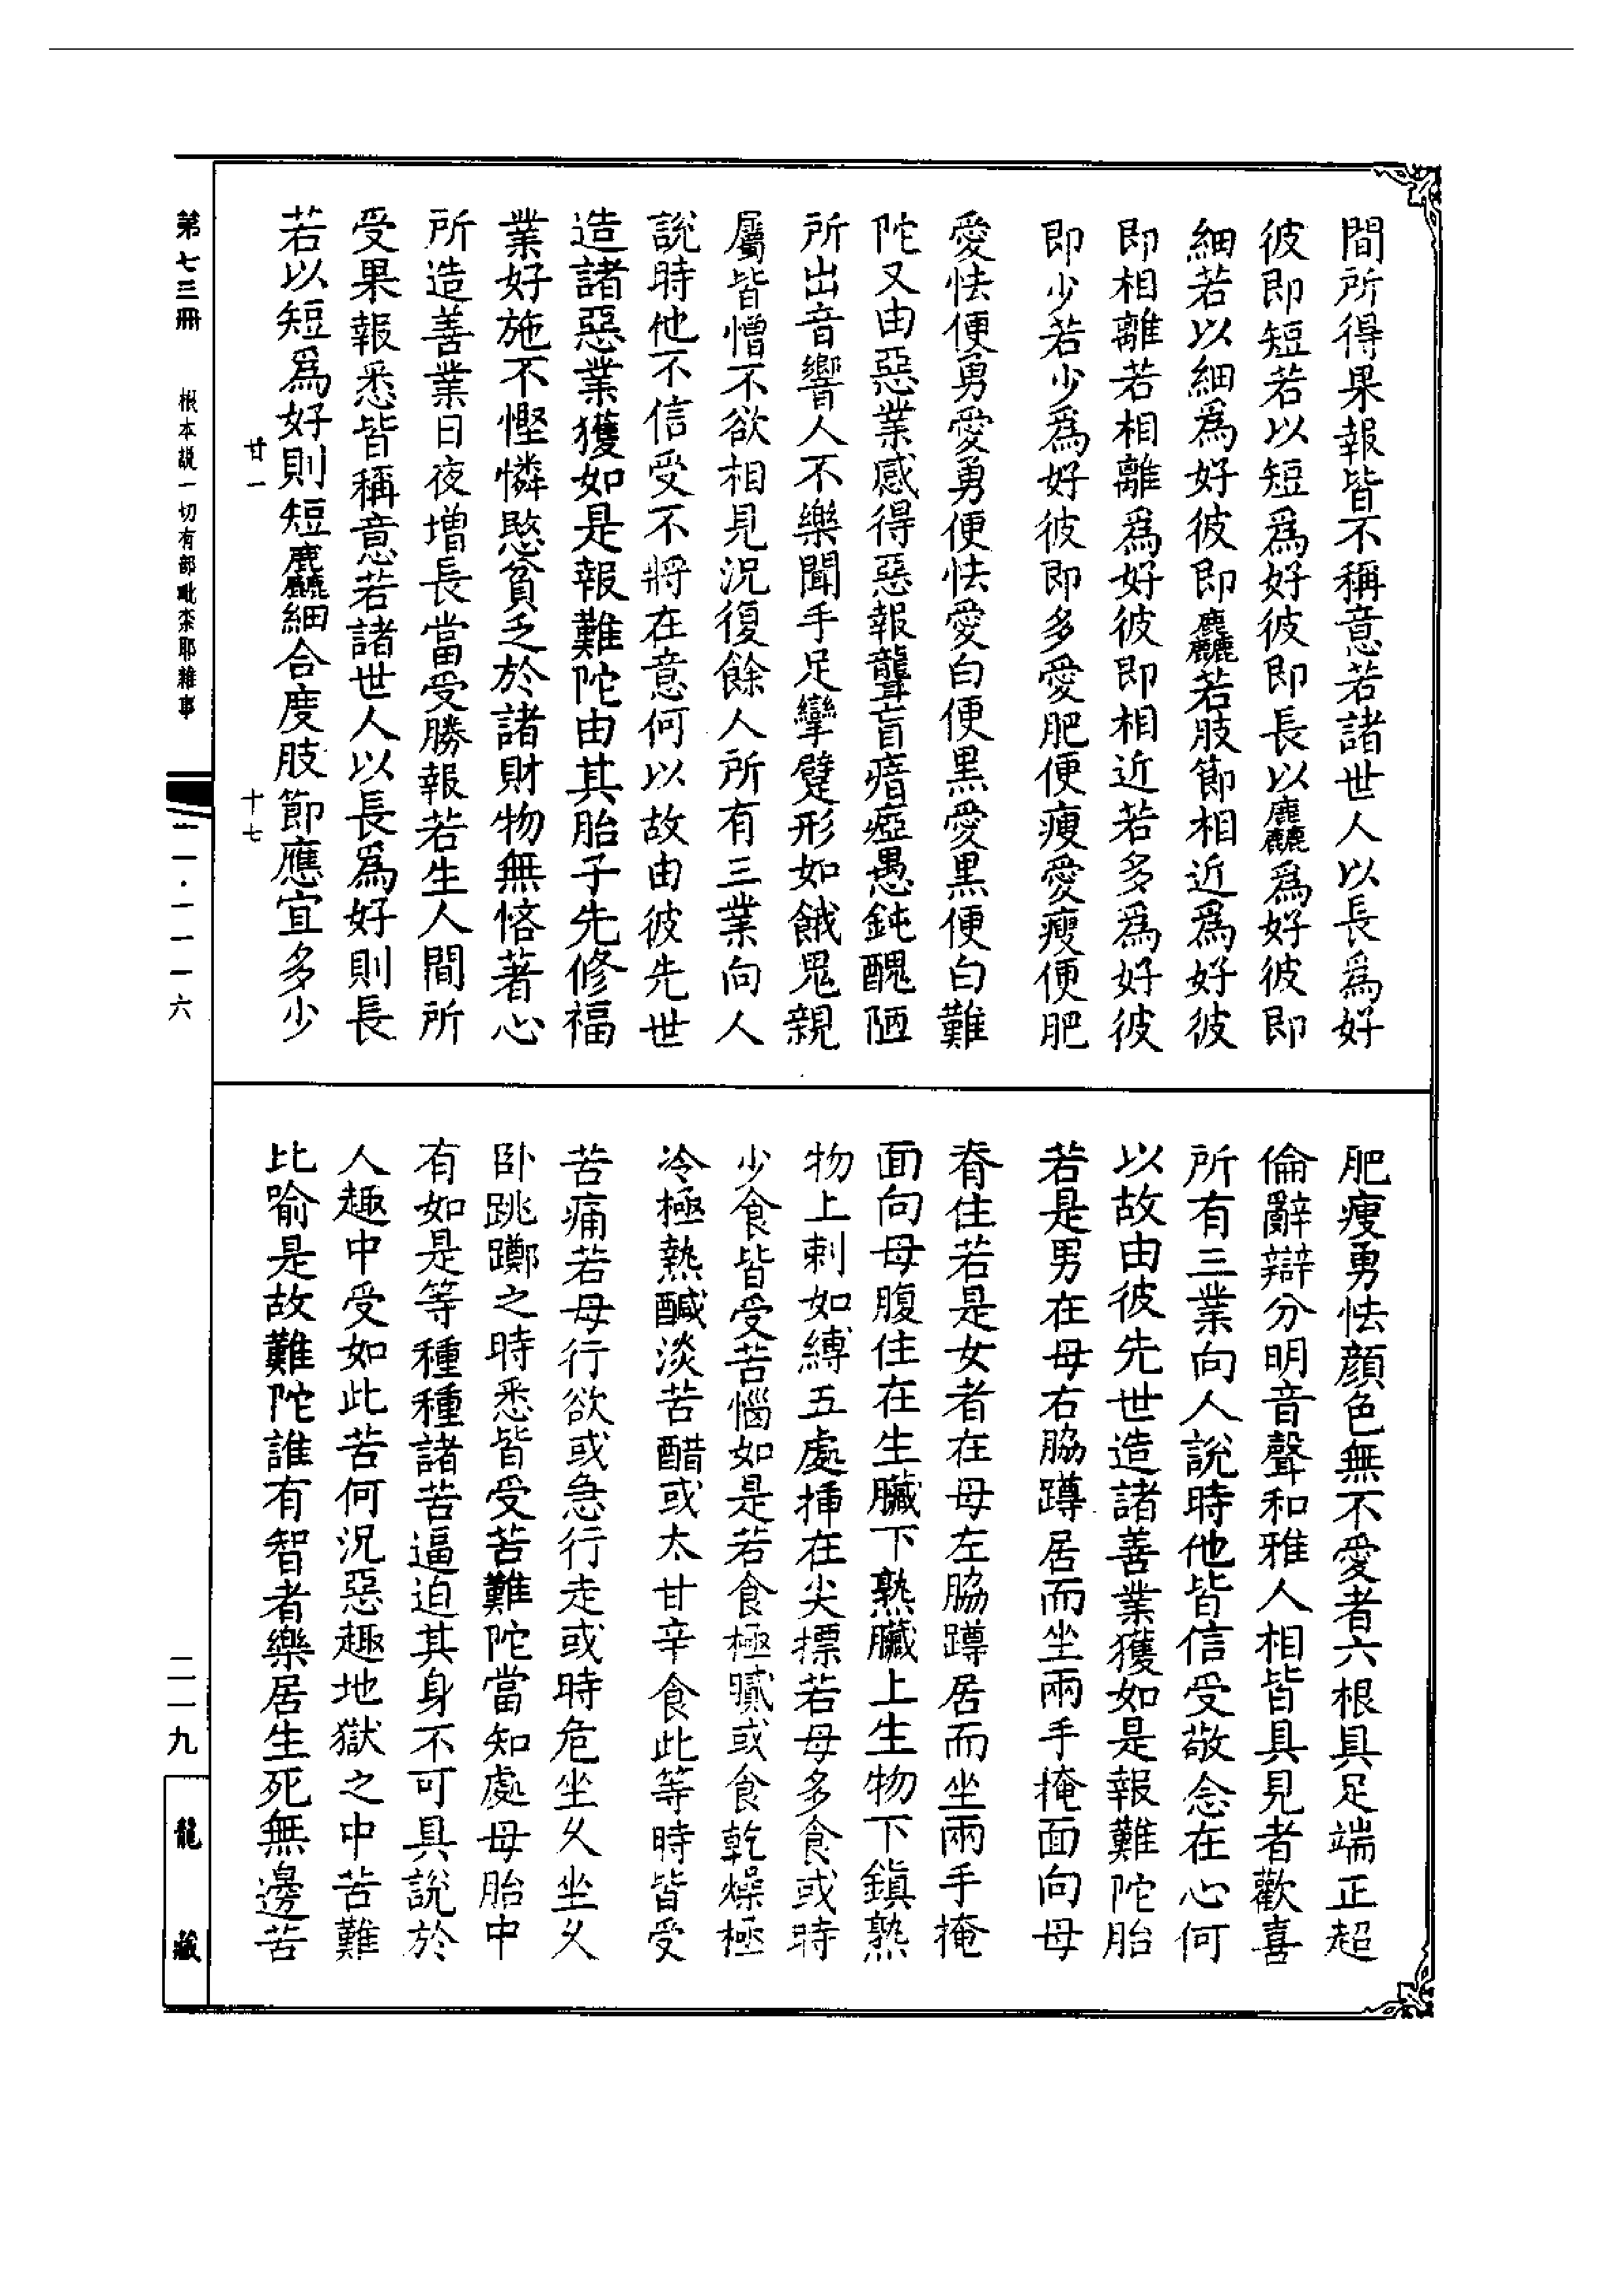 間所得果報皆不稱意若諸世人以長爲好
彼即短若以短爲好彼即長以麤爲好彼即
細若以細爲好彼即麤若肢節相近爲好彼
即相離若相離爲好彼即相近若多爲好彼
即少若少爲好彼即多愛肥便瘦愛瘦便肥
愛怯便勇愛勇便怯愛白便黑愛黑便白難
陀又由惡業感得惡報聾盲瘖瘂愚鈍醜陋
所出音響人不樂聞手足攣躄形如餓鬼親
屬皆憎不欲相見況復餘人所有三業向人
說時他不信受不將在意何以故由彼先世
造諸惡業獲如是報難陀由其胎子先修福
業好施不慳憐愍貧乏於諸財物無悋著心
所造善業日夜增長當受勝報若生人間所
受果報悉皆稱意若諸世人以長爲好則長
若以短爲好則短麤細合度肢節應宜多少
廿一 十七
肥瘦勇怯顏色無不愛者六根具足端正超
倫辭辯分明音聲和雅人相皆具見者歡喜
所有三業向人說時他皆信受敬念在心何
以故由彼先世造諸善業獲如是報難陀胎
若是男在母右脇蹲居而坐兩手掩面向母
脊住若是女者在母左脇蹲居而坐兩手掩
面向母腹住在生臟下熟臟上生物下鎮熟
物上刺如縛五處插在尖摽若母多食或時
少食皆受苦惱如是若食極膩或食乾燥極
冷極熱醎淡苦醋或太甘辛食此等時皆受
苦痛若母行欲或急行走或時危坐久坐久
卧跳躑之時悉皆受苦難陀當知處母胎中
有如是等種種諸苦逼迫其身不可具說於
人趣中受如此苦何況惡趣地獄之中苦難
比喻是故難陀誰有智者樂居生死無邊苦
第七三冊 根本説一切有部毗奈耶雜事
二一九 龍藏